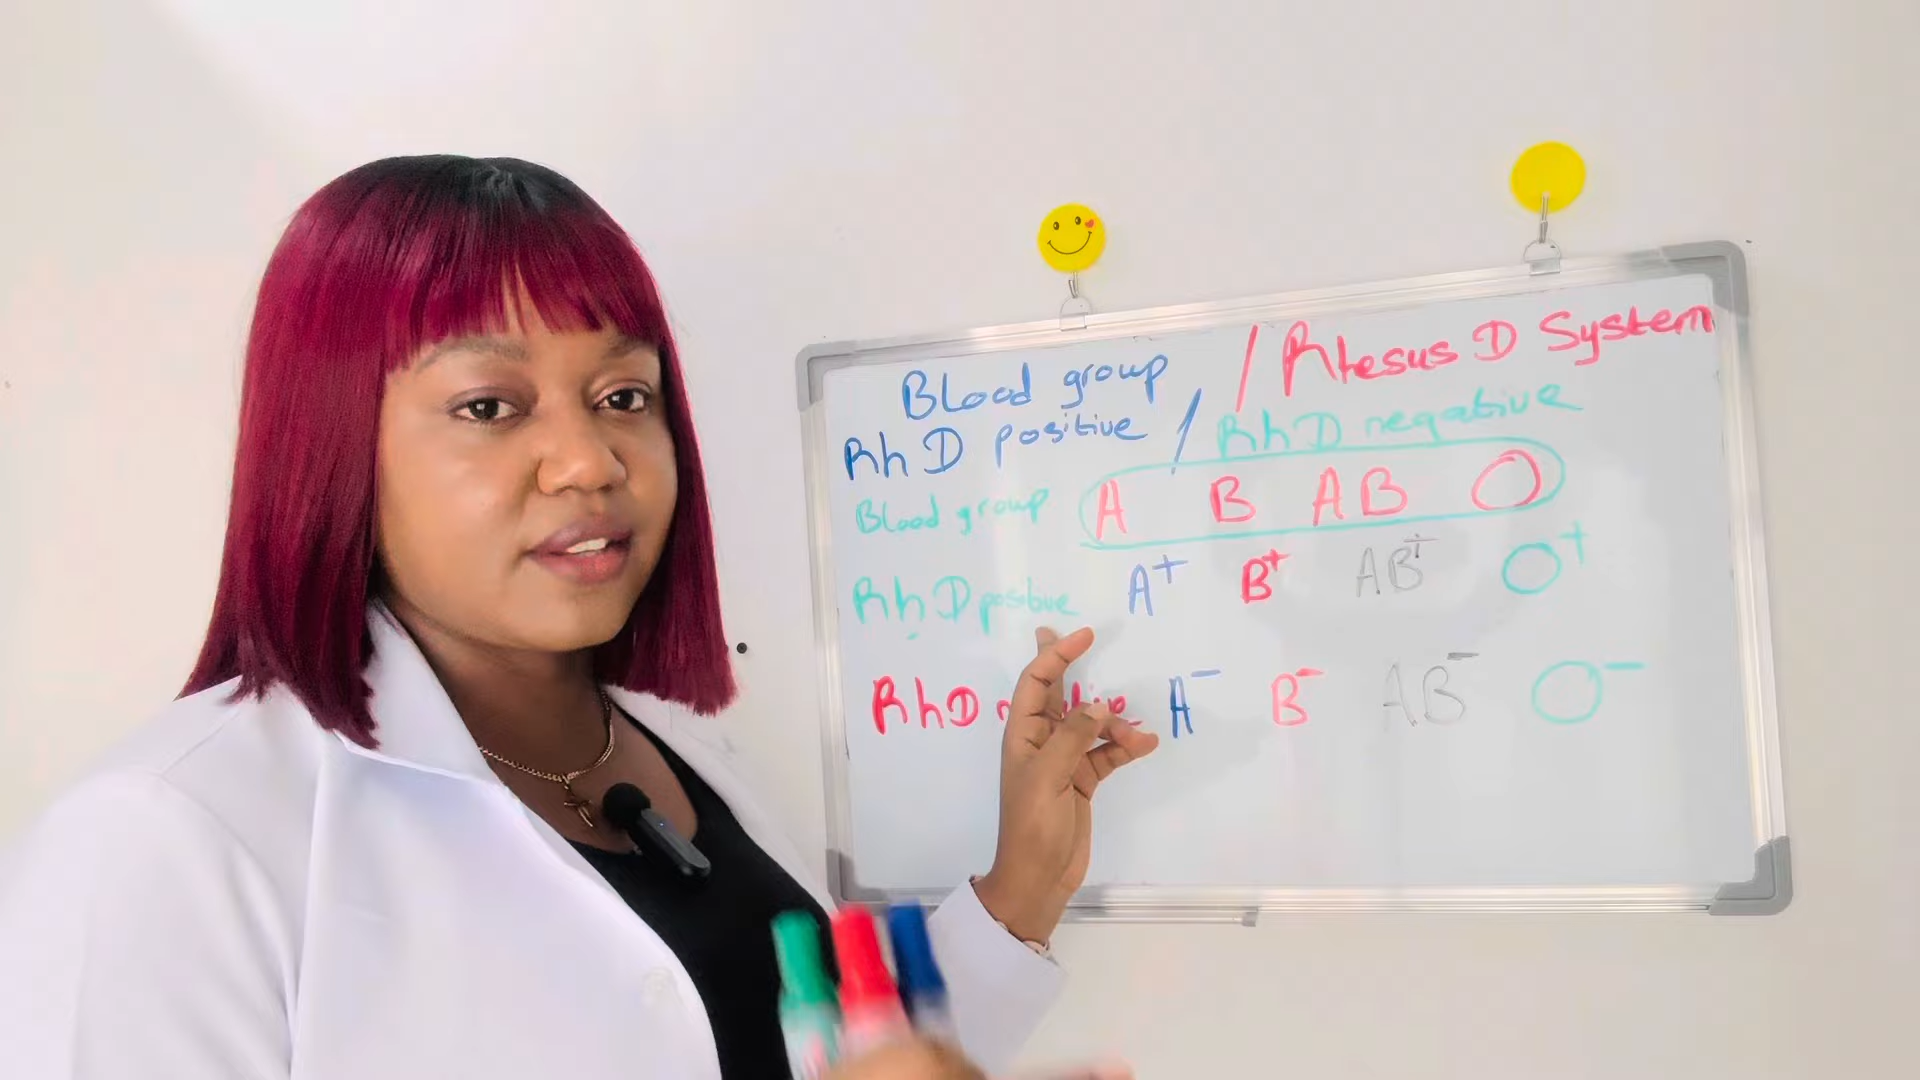 Blood group / Rhesus D System
RhD positive / RhD negative
Blood group A B AB O
RhD positive A+ B+ AB+ O+
RhD A- B- AB- O-